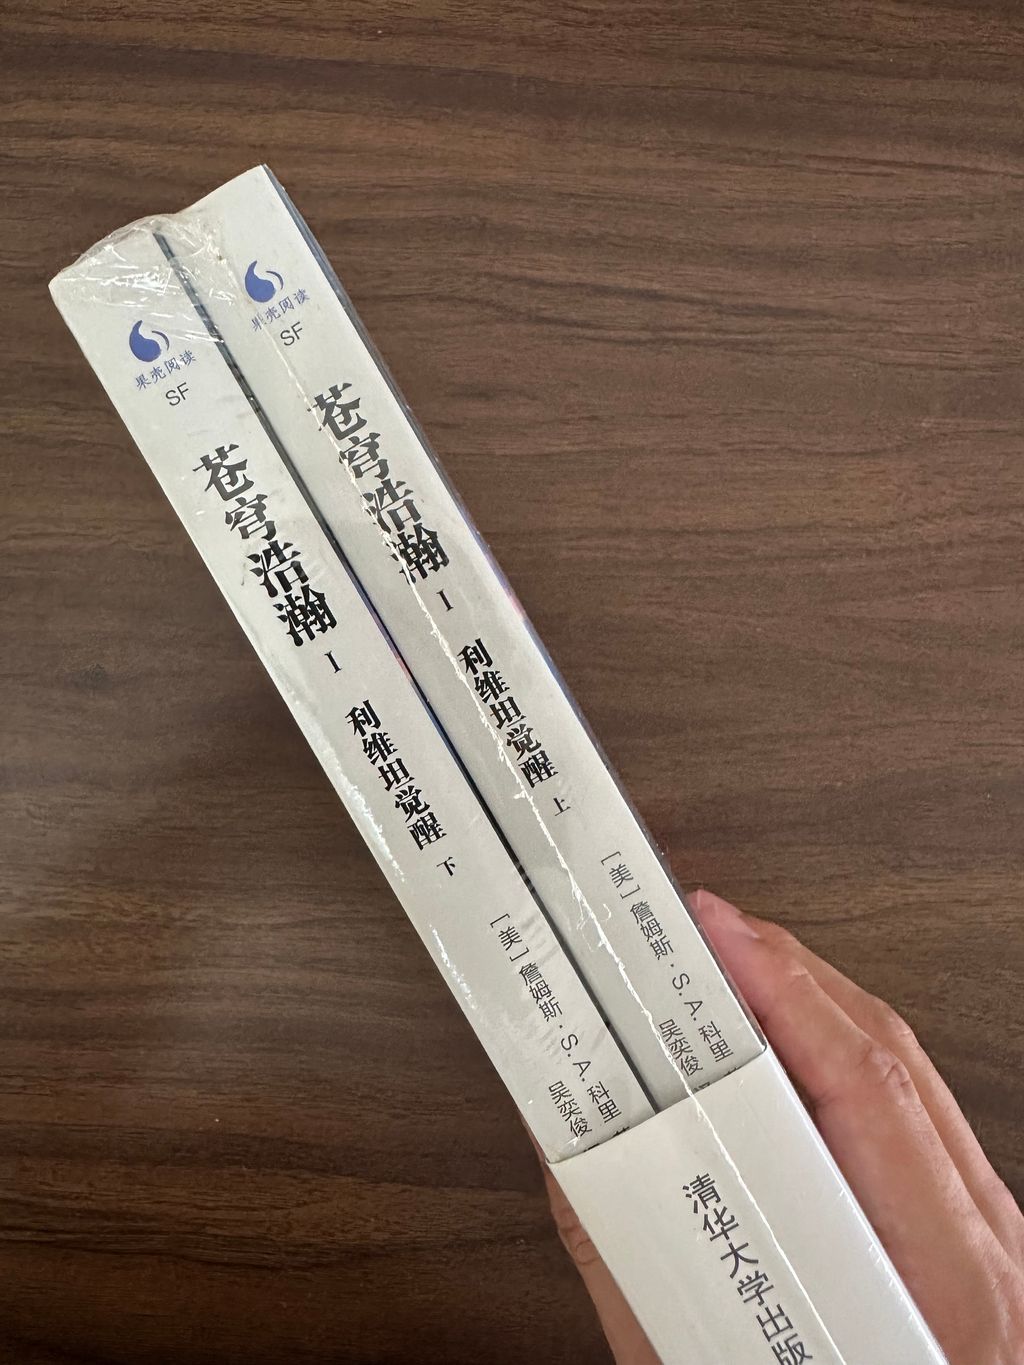 果壳阅读
SF
苍穹浩瀚 I 利维坦觉醒 下
[美]詹姆斯·S.A.科里
吴奕俊
果壳阅读
SF
苍穹浩瀚 I 利维坦觉醒 上
[美]詹姆斯·S.A.科里
吴奕俊
清华大学出版